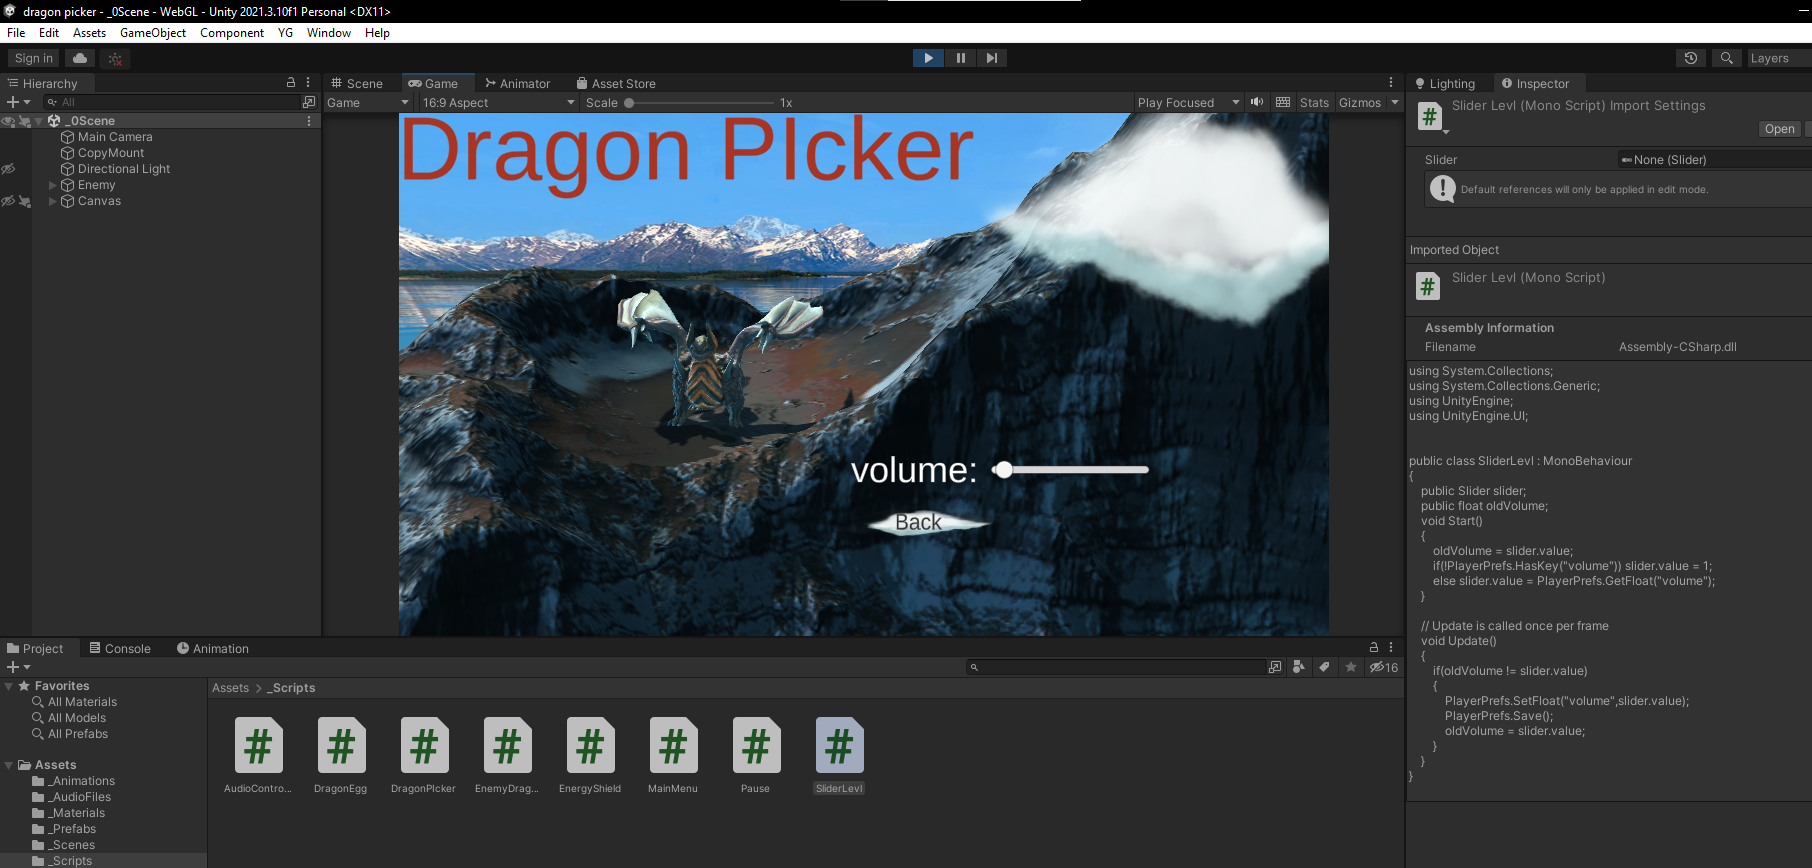 dragon picker - _0Scene - WebGL - Unity 2021.3.10f1 Personal <DX11>
File Edit Assets GameObject Component YG Window Help
Sign in
Layers
Hierarchy
All
_0Scene
Main Camera
CopyMount
Directional Light
Enemy
Canvas
Scene Game Animator Asset Store
Game 16:9 Aspect Scale 1x Play Focused Stats Gizmos
Dragon PIcker
volume:
Back
Lighting Inspector
Slider Levl (Mono Script) Import Settings
Open
Slider None (Slider)
Default references will only be applied in edit mode.
Imported Object
Slider Levl (Mono Script)
Assembly Information
Filename Assembly-CSharp.dll
using System.Collections;
using System.Collections.Generic;
using UnityEngine;
using UnityEngine.UI;
public class SliderLevl : MonoBehaviour
{
public Slider slider;
public float oldVolume;
void Start()
{
oldVolume = slider.value;
if(!PlayerPrefs.HasKey("volume")) slider.value = 1;
else slider.value = PlayerPrefs.GetFloat("volume");
}
// Update is called once per frame
void Update()
{
if(oldVolume != slider.value)
{
PlayerPrefs.SetFloat("volume",slider.value);
PlayerPrefs.Save();
oldVolume = slider.value;
}
}
}
Project Console Animation
16
Favorites
All Materials
All Models
All Prefabs
Assets
_Animations
_AudioFiles
_Materials
_Prefabs
_Scenes
_Scripts
Assets > _Scripts
AudioContro... DragonEgg DragonPIcker EnemyDrag... EnergyShield MainMenu Pause SliderLevl